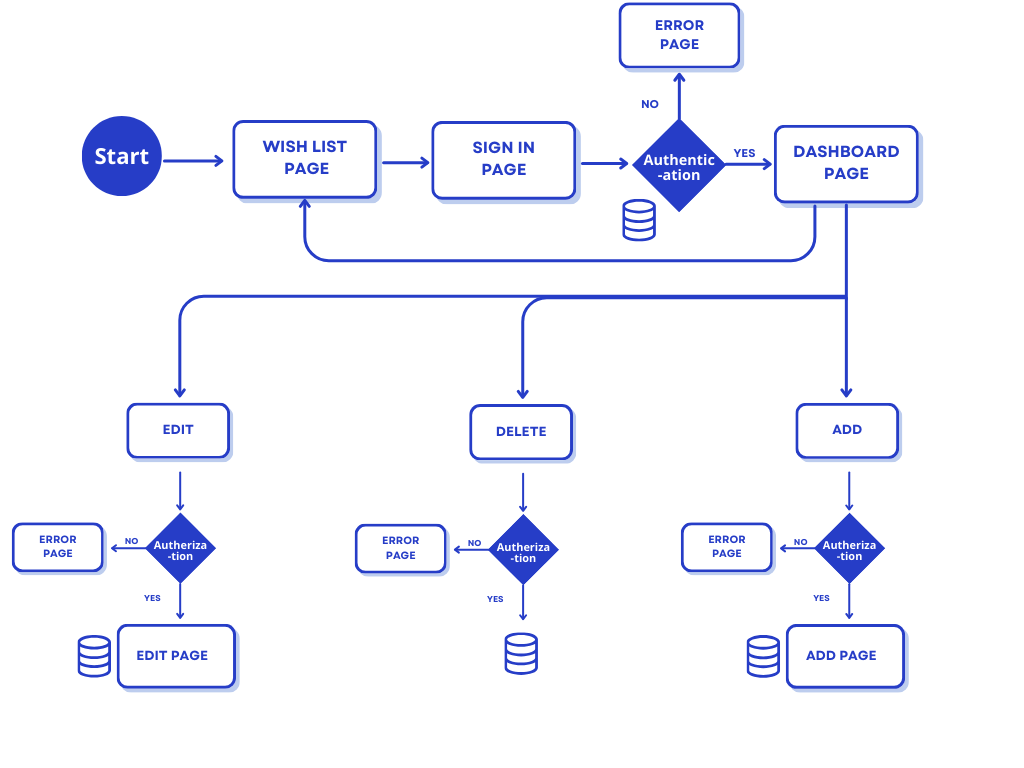 ERROR
PAGE
NO
Start
WISH LIST
PAGE
SIGN IN
PAGE
Authentic
-ation
YES
DASHBOARD
PAGE
EDIT
DELETE
ADD
ERROR
PAGE
NO
Autheriza
-tion
ERROR
PAGE
NO
Autheriza
-tion
ERROR
PAGE
NO
Autheriza
-tion
YES
YES
YES
EDIT PAGE
ADD PAGE